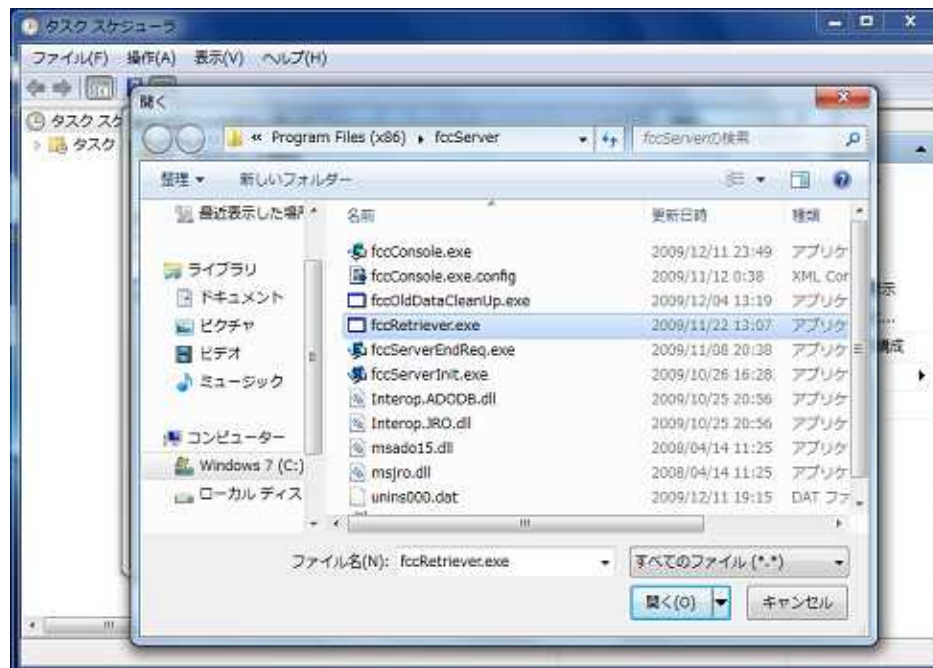 タスク スケジューラ
ファイル(F) 操作(A) 表示(V) ヘルプ(H)
開く
タスク スケ
タスク
« Program Files (x86) ▸ fccServer
fccServerの検索
整理 ▼ 新しいフォルダー
最近表示した場所
名前 更新日時 種類
fccConsole.exe 2009/12/11 23:49 アプリケ
ライブラリ
fccConsole.exe.config 2009/11/12 0:38 XML Con
ドキュメント
fccOldDataCleanUp.exe 2009/12/04 13:19 アプリケ
ピクチャ
fccRetriever.exe 2009/11/22 13:07 アプリケ
ビデオ
fccServerEndReq.exe 2009/11/08 20:38 アプリケ
ミュージック
fccServerInit.exe 2009/10/26 16:28 アプリケ
Interop.ADODB.dll 2009/10/25 20:56 アプリケ
Interop.JRO.dll 2009/10/25 20:56 アプリケ
コンピューター
msado15.dll 2008/04/14 11:25 アプリケ
Windows 7 (C:)
msjro.dll 2008/04/14 11:25 アプリケ
ローカル ディス
unins000.dat 2009/12/11 19:15 DAT ファ
示
...
構成
ファイル名(N): fccRetriever.exe
すべてのファイル (*.*)
開く(O) キャンセル